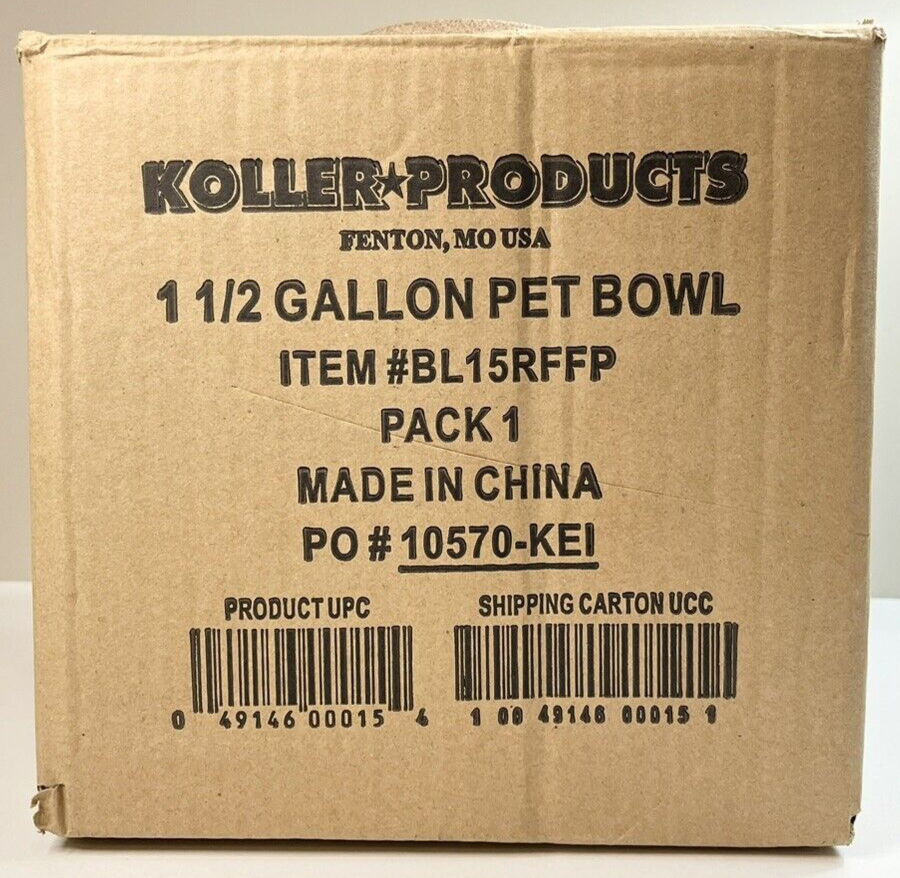 KOLLER★PRODUCTS
FENTON, MO USA
1 1/2 GALLON PET BOWL
ITEM #BL15RFFP
PACK 1
MADE IN CHINA
PO # 10570-KEI
PRODUCT UPC
SHIPPING CARTON UCC
0 49146 00015 4
1 00 49146 00015 1